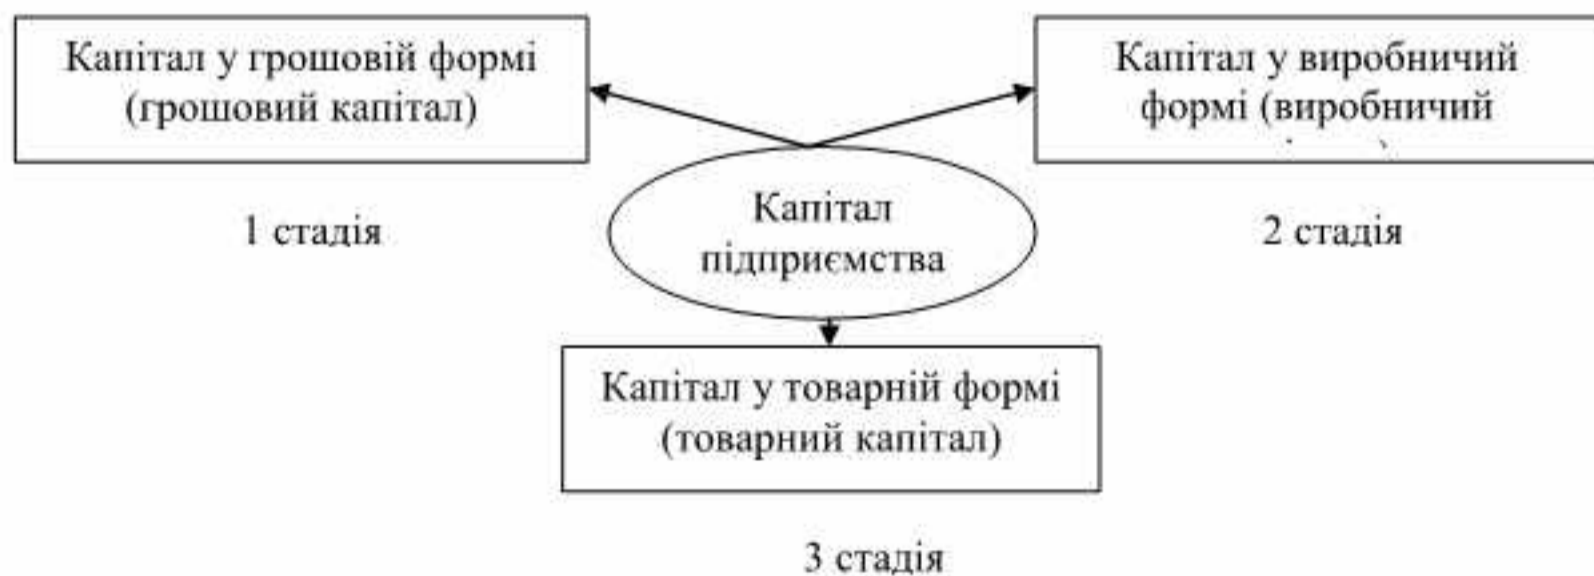 Капітал у грошовій формі
(грошовий капітал)
Капітал у виробничий
формі (виробничий
1 стадія
Капітал
підприємства
2 стадія
Капітал у товарній формі
(товарний капітал)
3 стадія